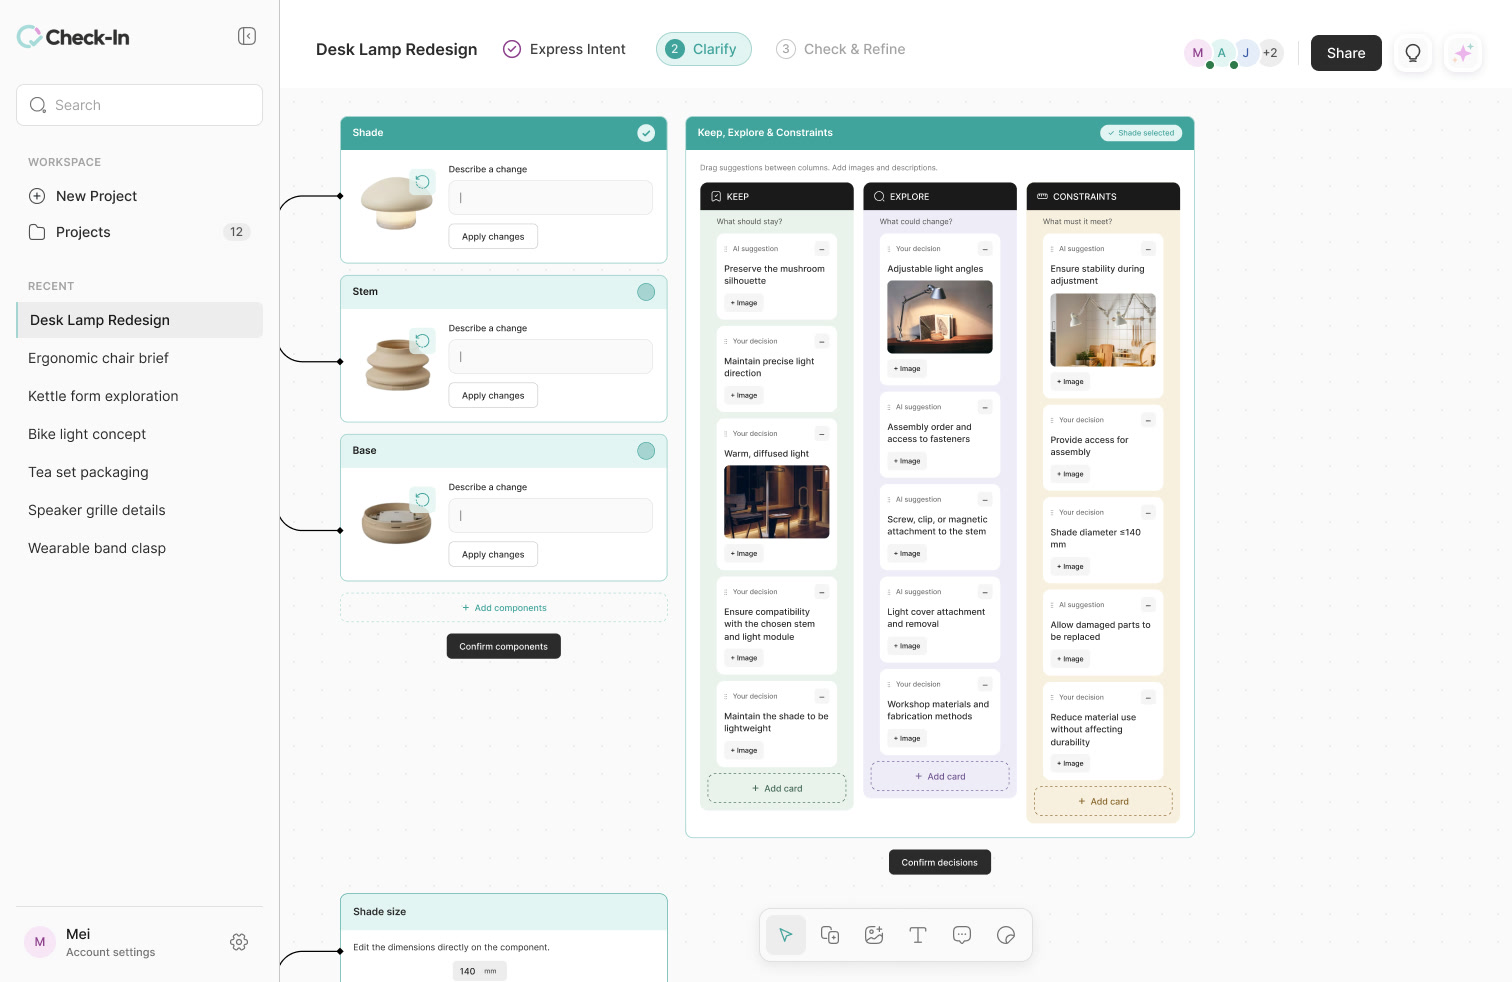 Check-In
Search
WORKSPACE
New Project
Projects
12
RECENT
Desk Lamp Redesign
Ergonomic chair brief
Kettle form exploration
Bike light concept
Tea set packaging
Speaker grille details
Wearable band clasp
M
Mei
Account settings
Desk Lamp Redesign
Express Intent
2 Clarify
3 Check & Refine
M A J +2
Share
Shade
Describe a change
Apply changes
Stem
Describe a change
Apply changes
Base
Describe a change
Apply changes
+ Add components
Confirm components
Keep, Explore & Constraints
Shade selected
Drag suggestions between columns. Add images and descriptions.
KEEP
What should stay?
AI suggestion
Preserve the mushroom
silhouette
+ Image
Your decision
Maintain precise light
direction
+ Image
Your decision
Warm, diffused light
+ Image
Your decision
Ensure compatibility
with the chosen stem
and light module
+ Image
Your decision
Maintain the shade to be
lightweight
+ Image
+ Add card
EXPLORE
What could change?
Your decision
Adjustable light angles
+ Image
AI suggestion
Assembly order and
access to fasteners
+ Image
AI suggestion
Screw, clip, or magnetic
attachment to the stem
+ Image
AI suggestion
Light cover attachment
and removal
+ Image
Your decision
Workshop materials and
fabrication methods
+ Image
+ Add card
CONSTRAINTS
What must it meet?
AI suggestion
Ensure stability during
adjustment
+ Image
Your decision
Provide access for
assembly
+ Image
Your decision
Shade diameter ≤140
mm
+ Image
AI suggestion
Allow damaged parts to
be replaced
+ Image
Your decision
Reduce material use
without affecting
durability
+ Image
+ Add card
Confirm decisions
Shade size
Edit the dimensions directly on the component.
140 mm